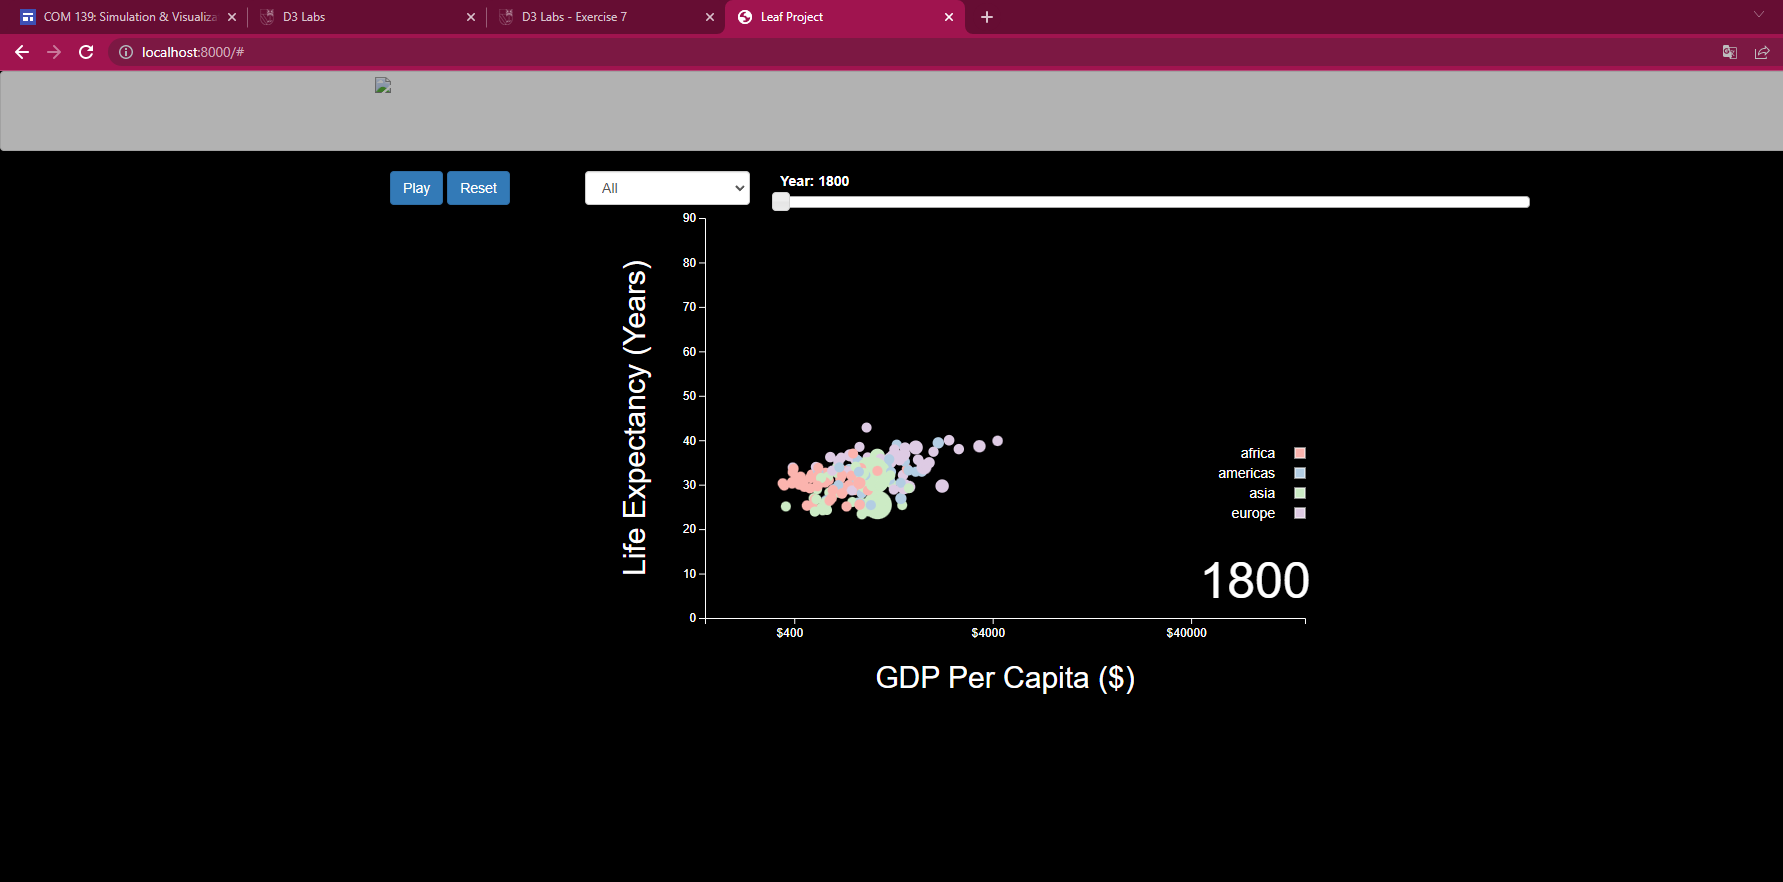 COM 139: Simulation & Visualiza
D3 Labs
D3 Labs - Exercise 7
Leaf Project
localhost:8000/#
Play
Reset
All
Year: 1800
90
80
70
60
50
40
30
20
10
0
Life Expectancy (Years)
africa
americas
asia
europe
1800
$400
$4000
$40000
GDP Per Capita ($)